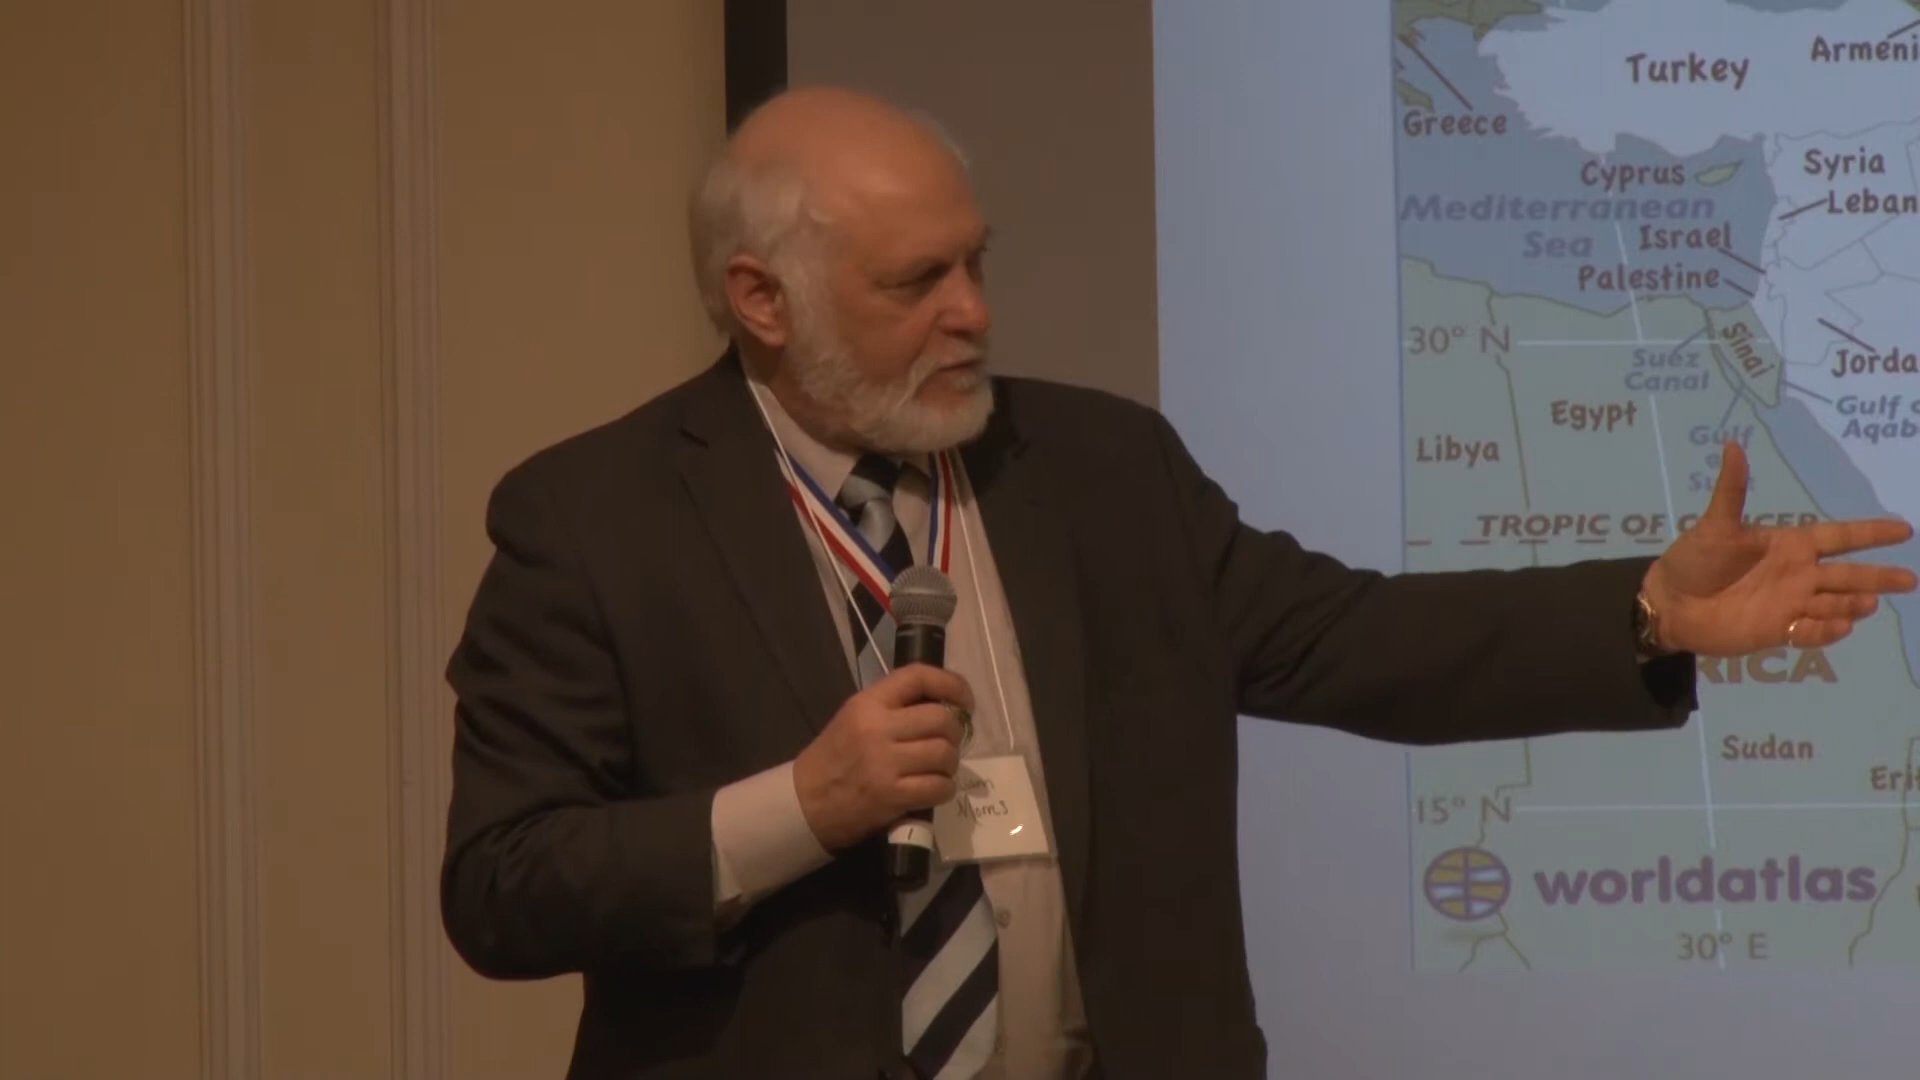 Turkey
Armeni
Greece
Cyprus
Syria
Leban
Mediterranean
Sea
Israel
Palestine
30° N
Sinai
Suez
Canal
Jorda
Egypt
Gulf o
Aqab
Libya
Gulf
TROPIC OF
RICA
Sudan
Eri
15° N
worldatlas
30° E
Morris